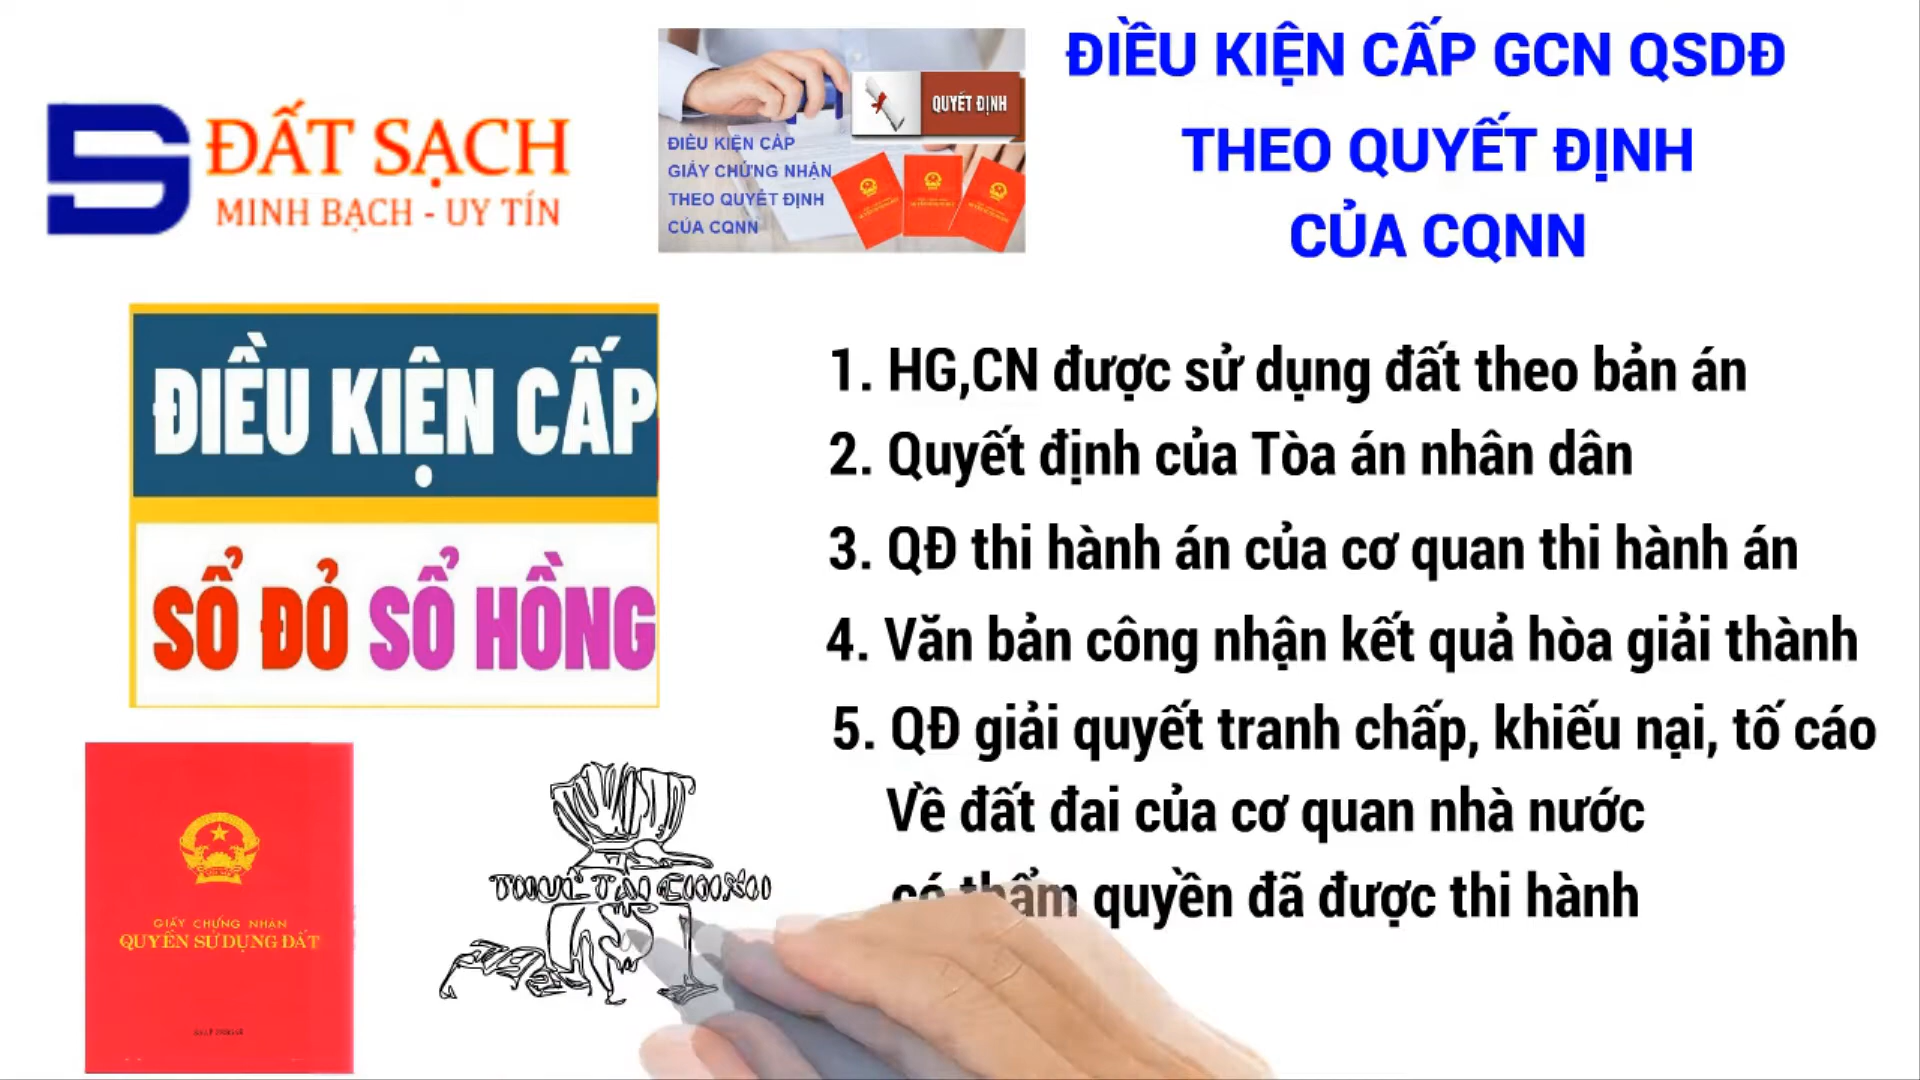 ĐẤT SẠCH
MINH BẠCH - UY TÍN
QUYẾT ĐỊNH
ĐIỀU KIỆN CẤP
GIẤY CHỨNG NHẬN
THEO QUYẾT ĐỊNH
CỦA CQNN
ĐIỀU KIỆN CẤP GCN QSDĐ
THEO QUYẾT ĐỊNH
CỦA CQNN
ĐIỀU KIỆN CẤP
SỔ ĐỎ SỔ HỒNG
1. HG,CN được sử dụng đất theo bản án
2. Quyết định của Tòa án nhân dân
3. QĐ thi hành án của cơ quan thi hành án
4. Văn bản công nhận kết quả hòa giải thành
5. QĐ giải quyết tranh chấp, khiếu nại, tố cáo
Về đất đai của cơ quan nhà nước
có thẩm quyền đã được thi hành
GIẤY CHỨNG NHẬN
QUYỀN SỬ DỤNG ĐẤT